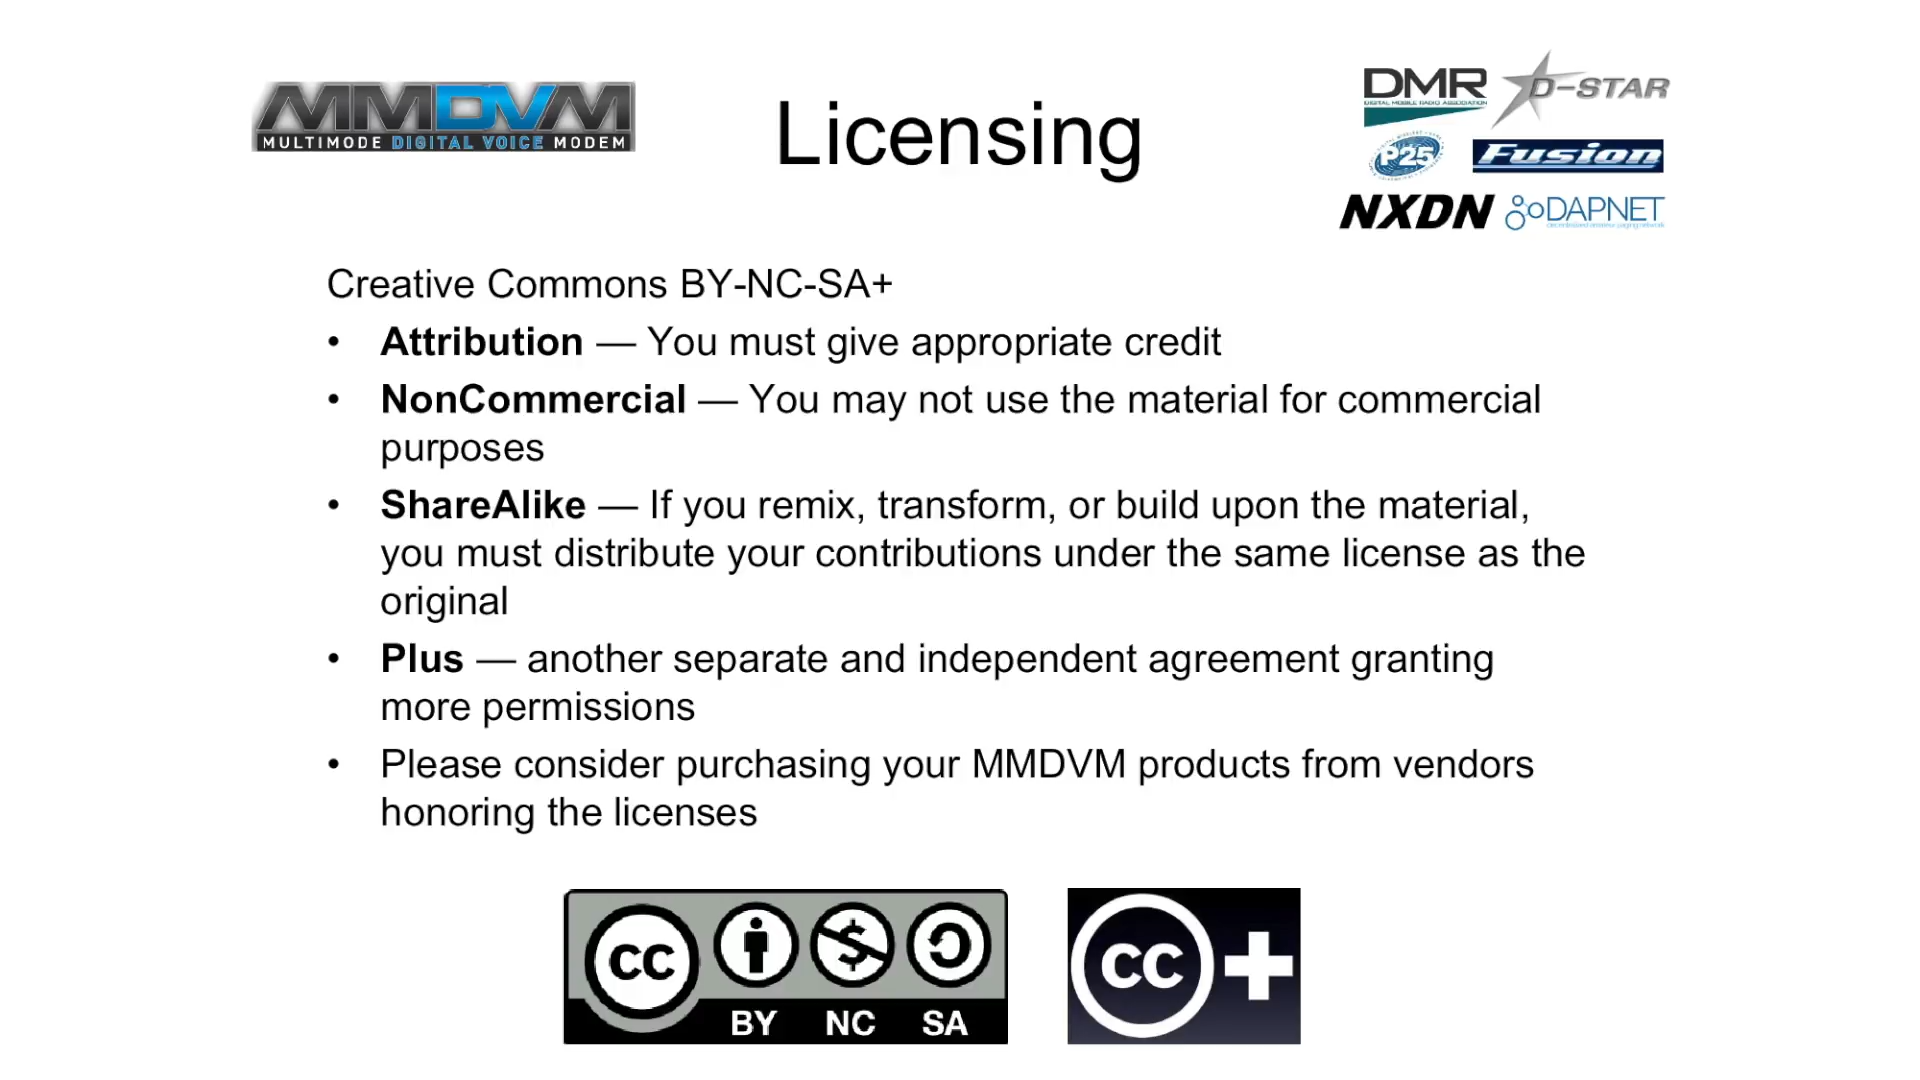 MMDVM
MULTIMODE DIGITAL VOICE MODEM
Licensing
DMR
DIGITAL MOBILE RADIO ASSOCIATION
D-STAR
P25
Fusion
NXDN
DAPNET
Creative Commons BY-NC-SA+
• Attribution — You must give appropriate credit
• NonCommercial — You may not use the material for commercial
purposes
• ShareAlike — If you remix, transform, or build upon the material,
you must distribute your contributions under the same license as the
original
• Plus — another separate and independent agreement granting
more permissions
• Please consider purchasing your MMDVM products from vendors
honoring the licenses
cc
BY NC SA
cc +